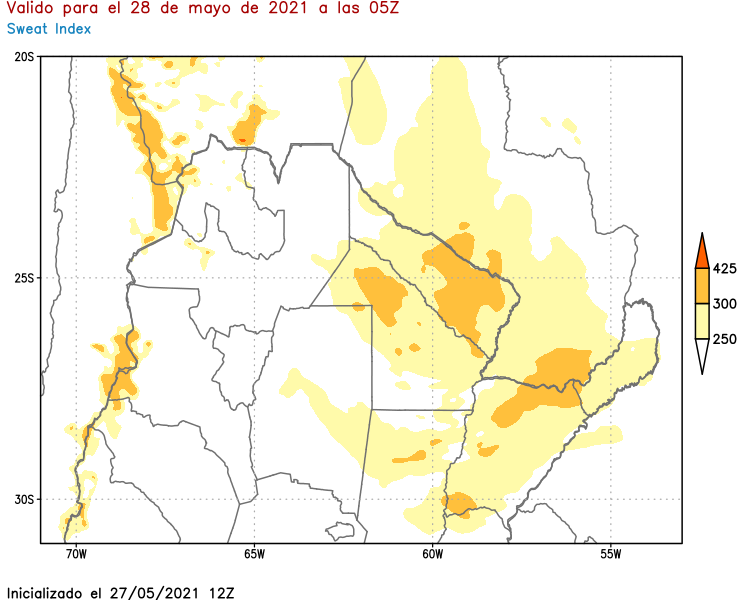 Valido para el 28 de mayo de 2021 a las 05Z
Sweat Index
20S
25S
30S
70W
65W
60W
55W
425
300
250
Inicializado el 27/05/2021 12Z